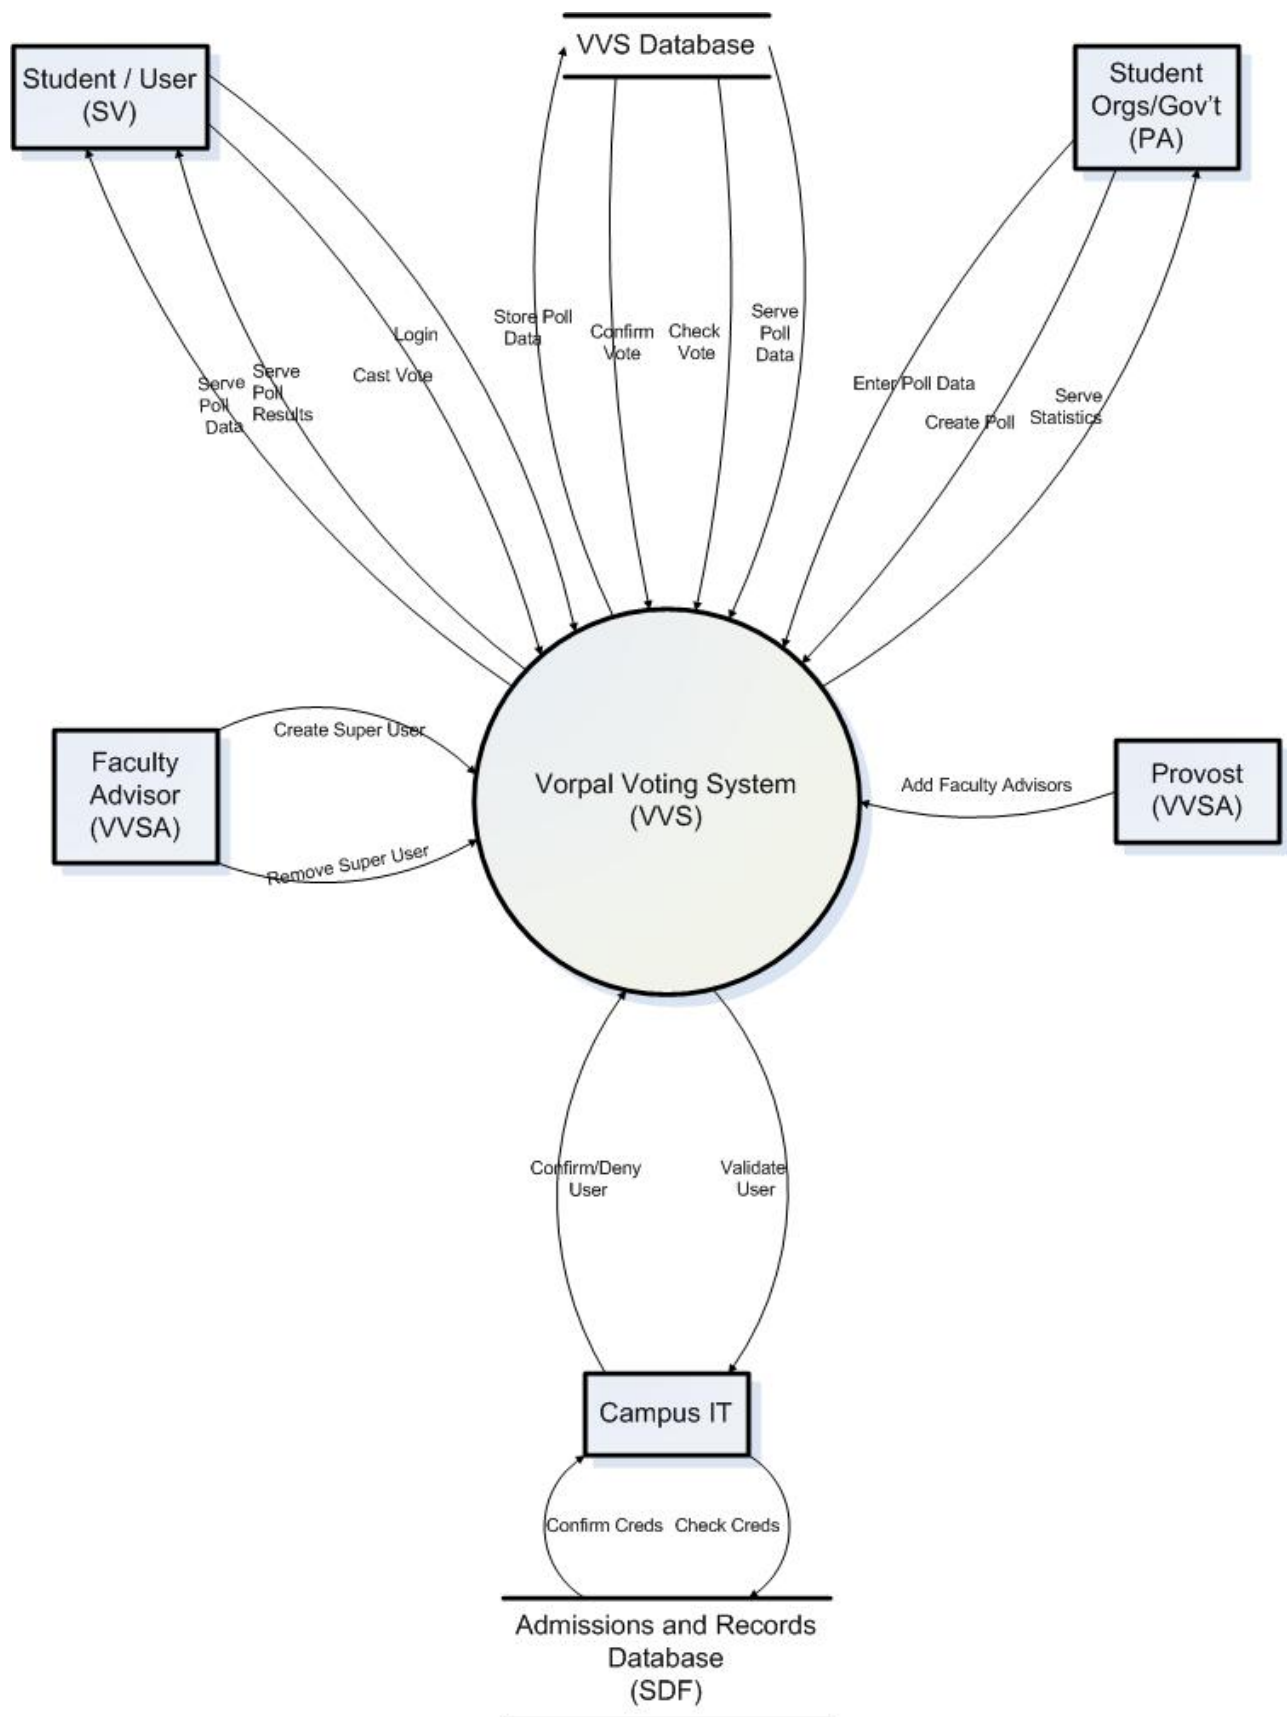 VVS Database
Student / User
(SV)
Student
Orgs/Gov't
(PA)
Login
Cast Vote
Serve
Poll
Data
Serve
Poll
Results
Store Poll
Data
Confirm
Vote
Check
Vote
Serve
Poll
Data
Enter Poll Data
Create Poll
Serve
Statistics
Create Super User
Faculty
Advisor
(VVSA)
Remove Super User
Vorpal Voting System
(VVS)
Add Faculty Advisors
Provost
(VVSA)
Confirm/Deny
User
Validate
User
Campus IT
Confirm Creds
Check Creds
Admissions and Records
Database
(SDF)